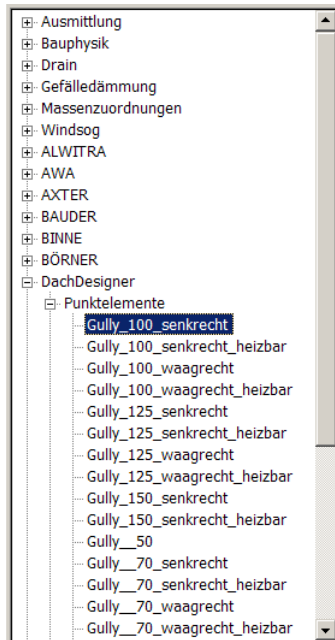 Ausmittlung
Bauphysik
Drain
Gefälledämmung
Massenzuordnungen
Windsog
ALWITRA
AWA
AXTER
BAUDER
BINNE
BÖRNER
DachDesigner
Punktelemente
Gully_100_senkrecht
Gully_100_senkrecht_heizbar
Gully_100_waagrecht
Gully_100_waagrecht_heizbar
Gully_125_senkrecht
Gully_125_senkrecht_heizbar
Gully_125_waagrecht
Gully_125_waagrecht_heizbar
Gully_150_senkrecht
Gully_150_senkrecht_heizbar
Gully__50
Gully__70_senkrecht
Gully__70_senkrecht_heizbar
Gully__70_waagrecht
Gully__70_waagrecht_heizbar